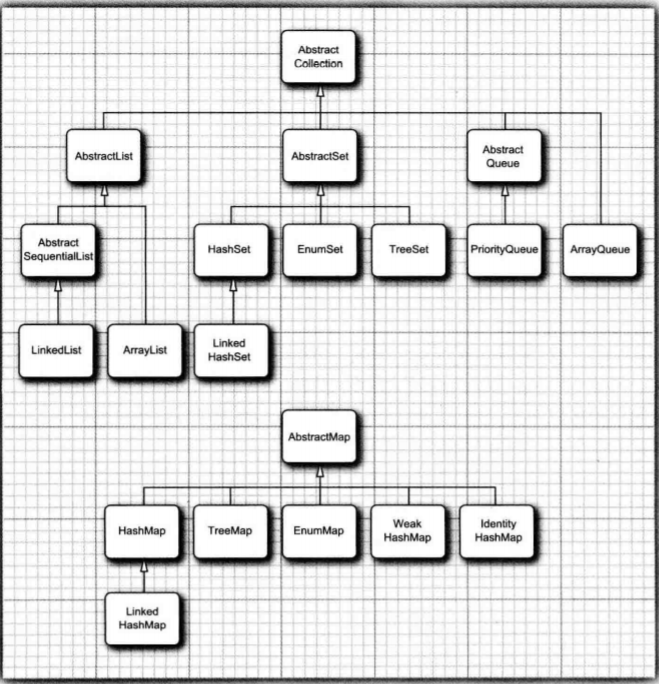 Abstract
Collection
AbstractList
AbstractSet
Abstract
Queue
Abstract
SequentialList
HashSet
EnumSet
TreeSet
PriorityQueue
ArrayQueue
LinkedList
ArrayList
Linked
HashSet
AbstractMap
HashMap
TreeMap
EnumMap
Weak
HashMap
Identity
HashMap
Linked
HashMap